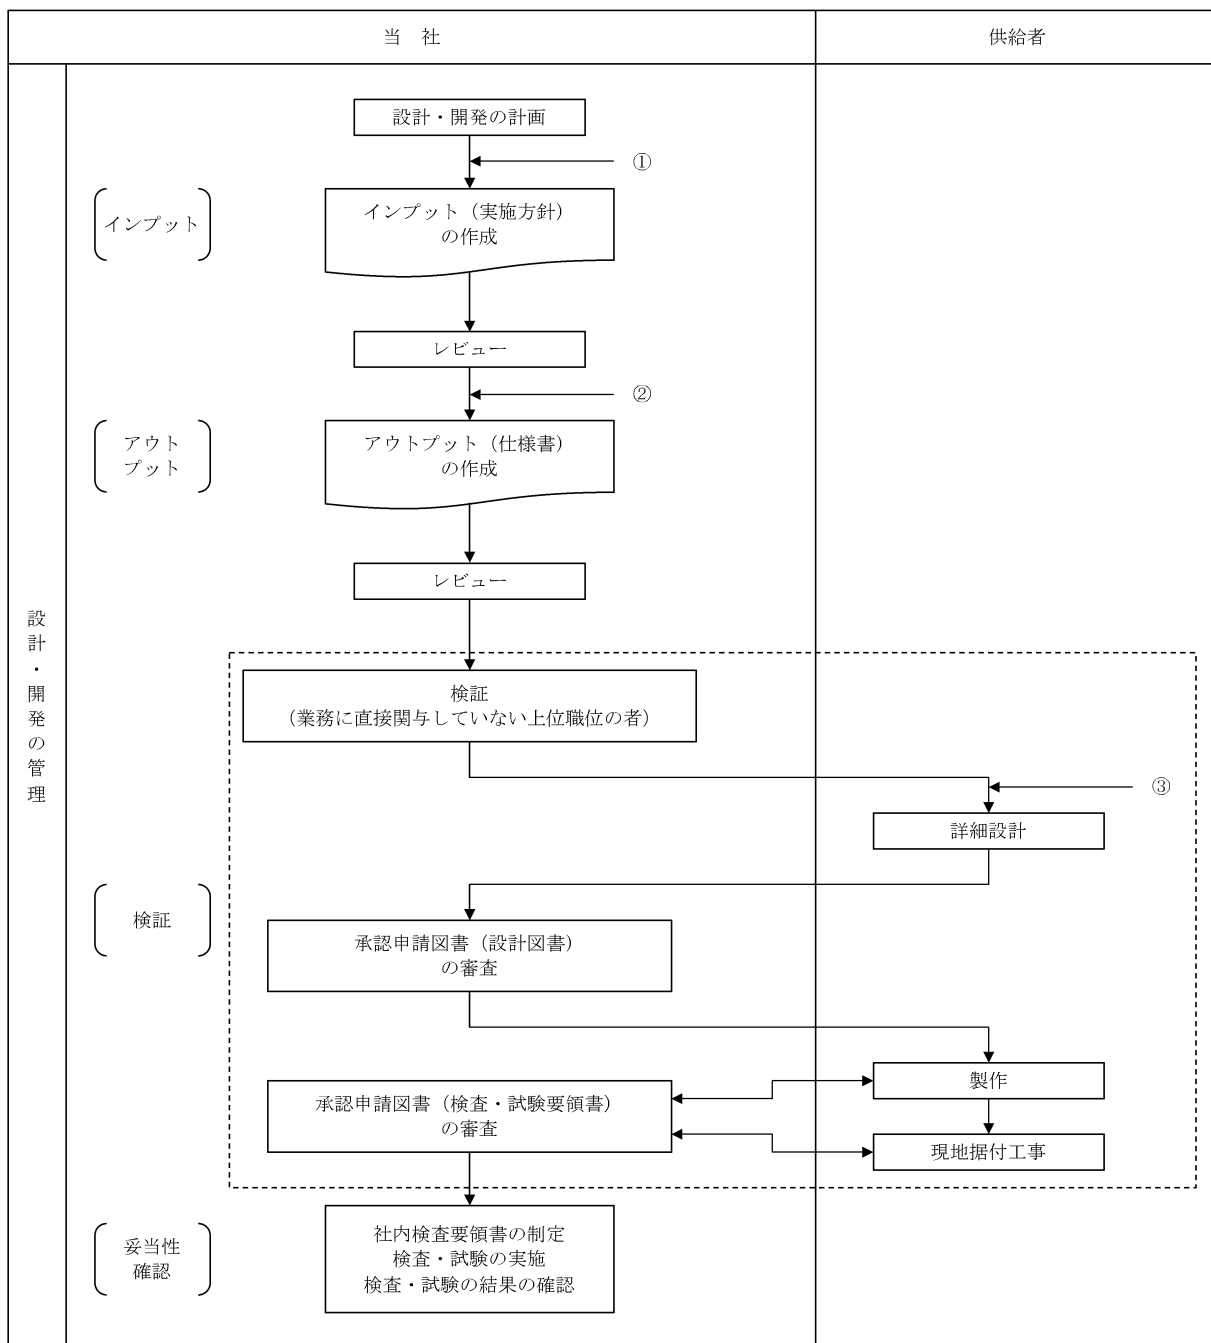 当 社
供給者
設計・開発の計画
①
インプット
インプット（実施方針）
の作成
レビュー
②
アウト
プット
アウトプット（仕様書）
の作成
レビュー
設計・開発の管理
検証
（業務に直接関与していない上位職位の者）
③
詳細設計
検証
承認申請図書（設計図書）
の審査
製作
承認申請図書（検査・試験要領書）
の審査
現地据付工事
妥当性
確認
社内検査要領書の制定
検査・試験の実施
検査・試験の結果の確認